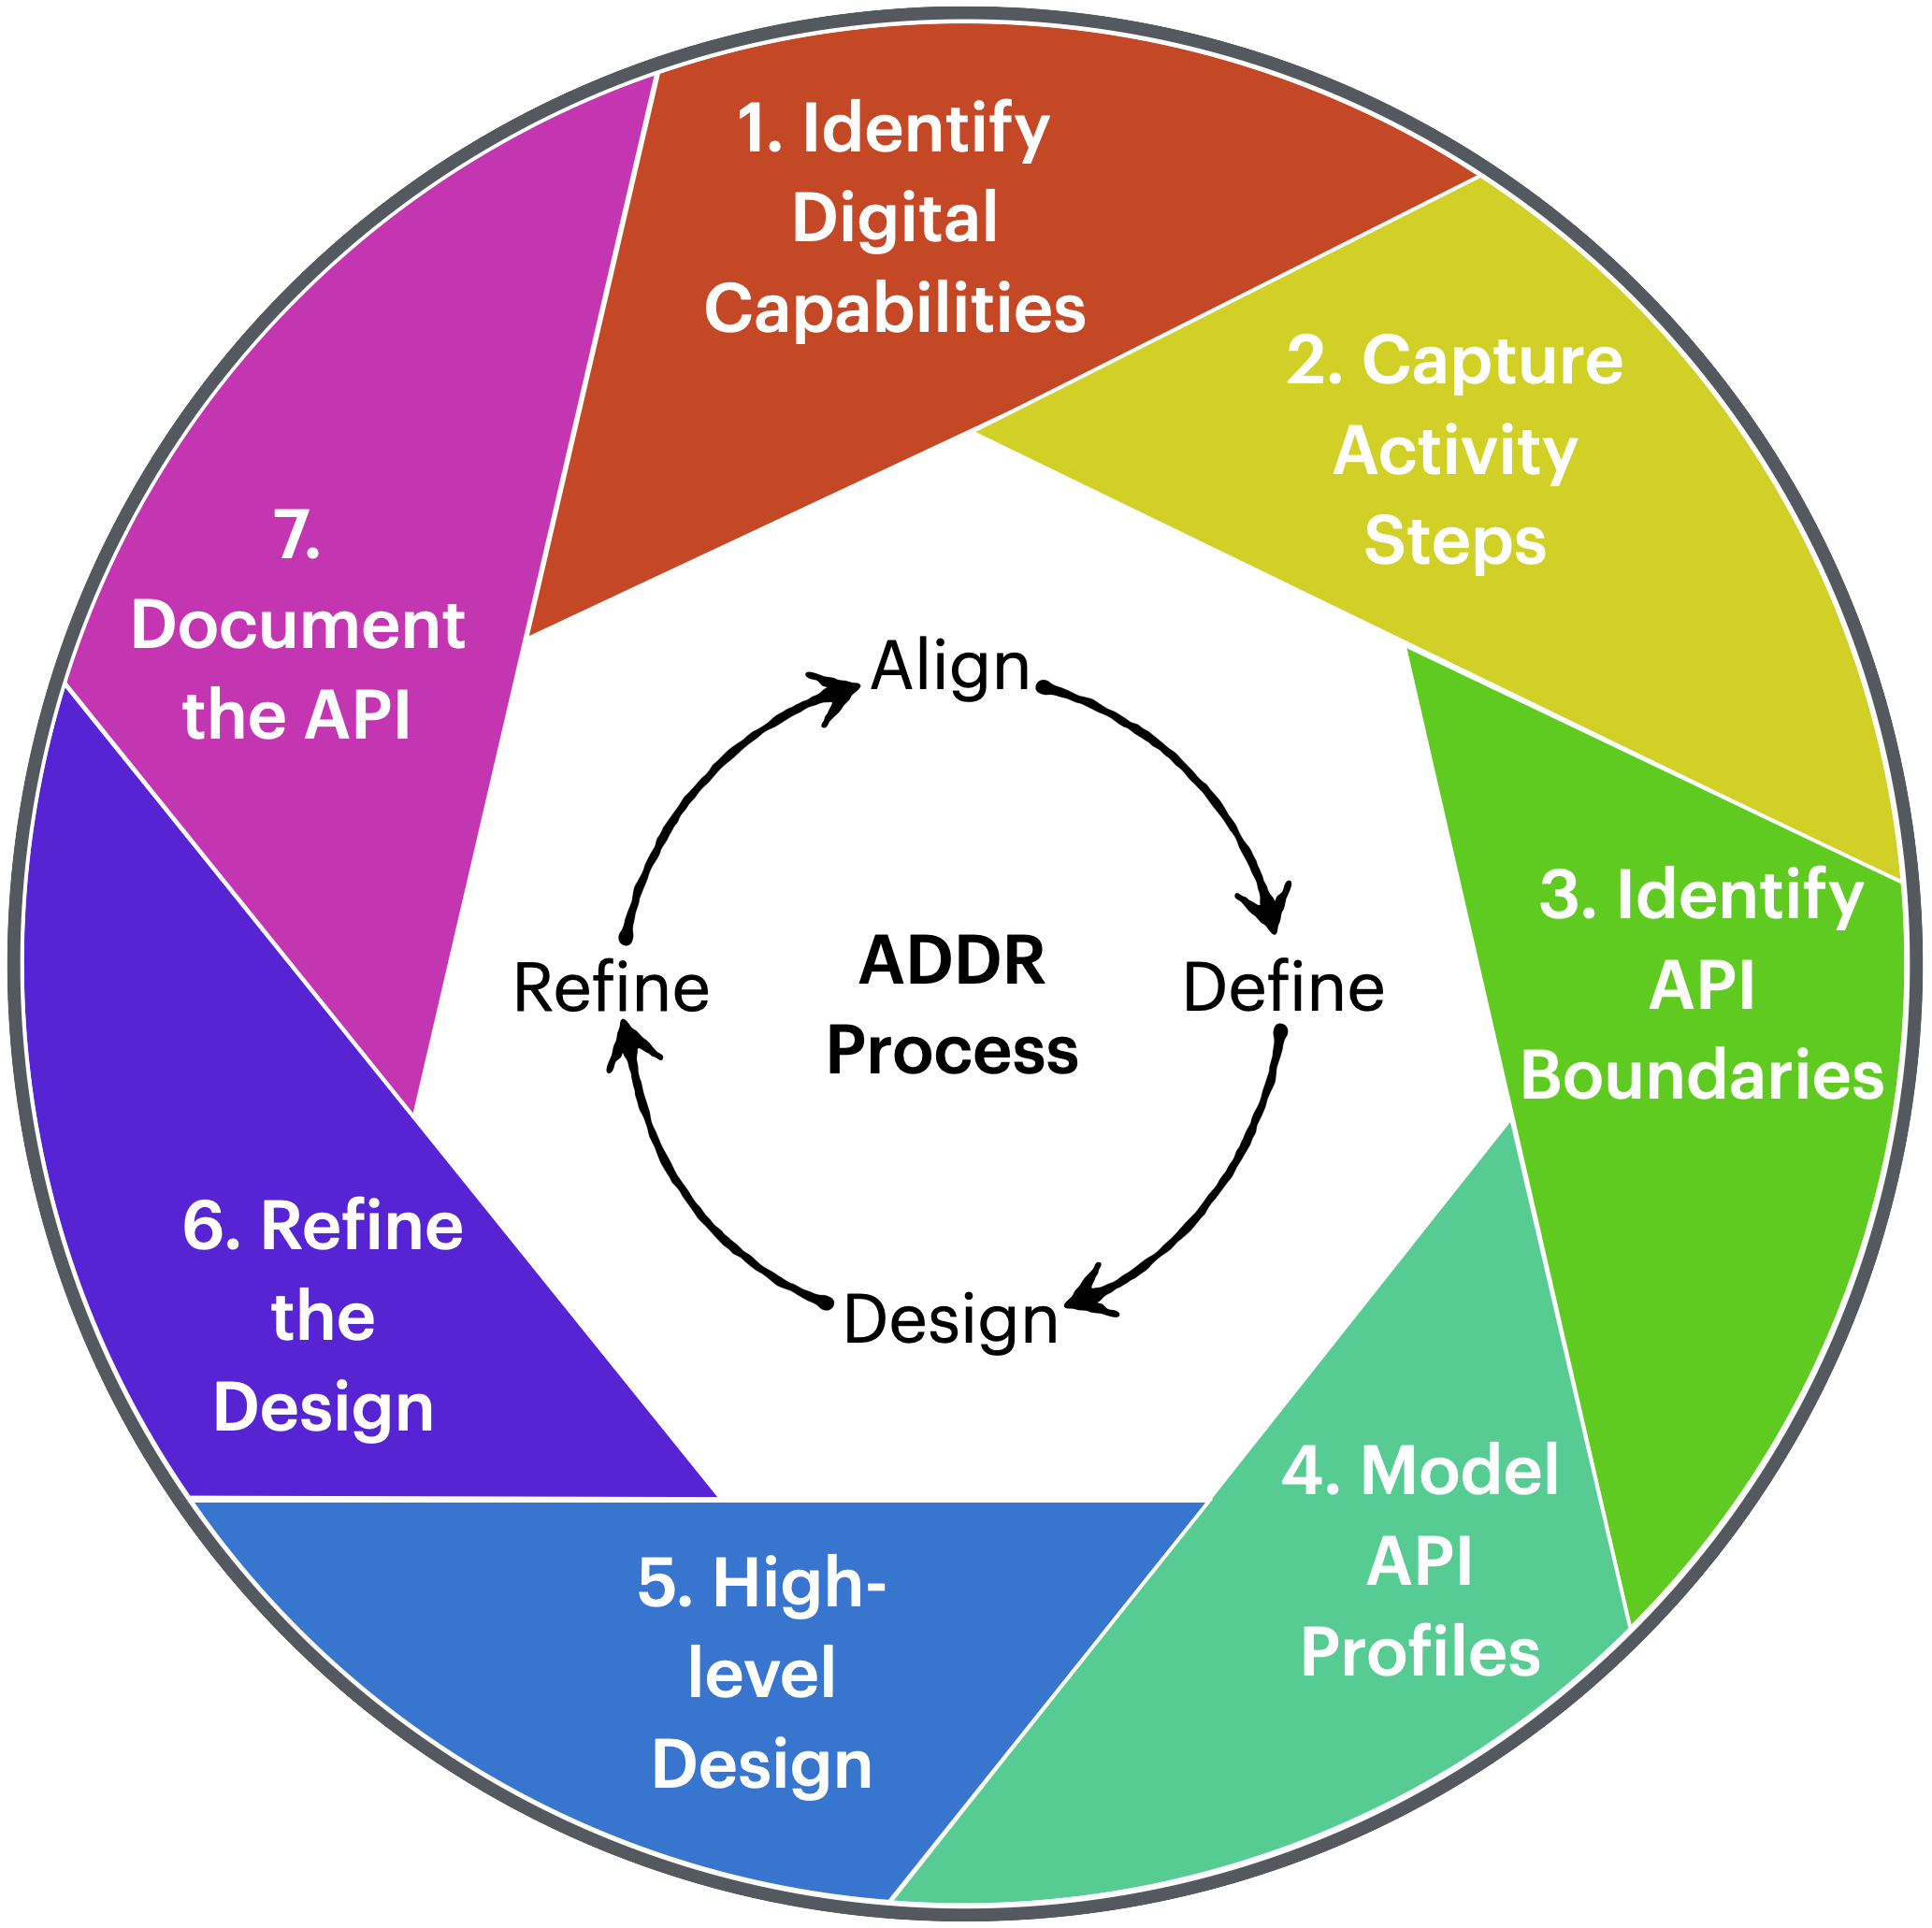 1. Identify
Digital
Capabilities
2. Capture
Activity
Steps
3. Identify
API
Boundaries
4. Model
API
Profiles
5. High-
level
Design
6. Refine
the
Design
7.
Document
the API
Align
Define
Design
Refine
ADDR
Process